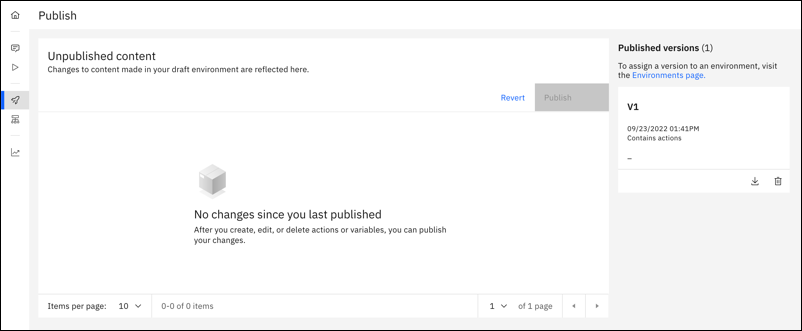 Publish
Unpublished content
Changes to content made in your draft environment are reflected here.
Revert
Publish
No changes since you last published
After you create, edit, or delete actions or variables, you can publish
your changes.
Items per page:
10
0-0 of 0 items
1
of 1 page
Published versions (1)
To assign a version to an environment, visit
the Environments page.
V1
09/23/2022 01:41PM
Contains actions
–